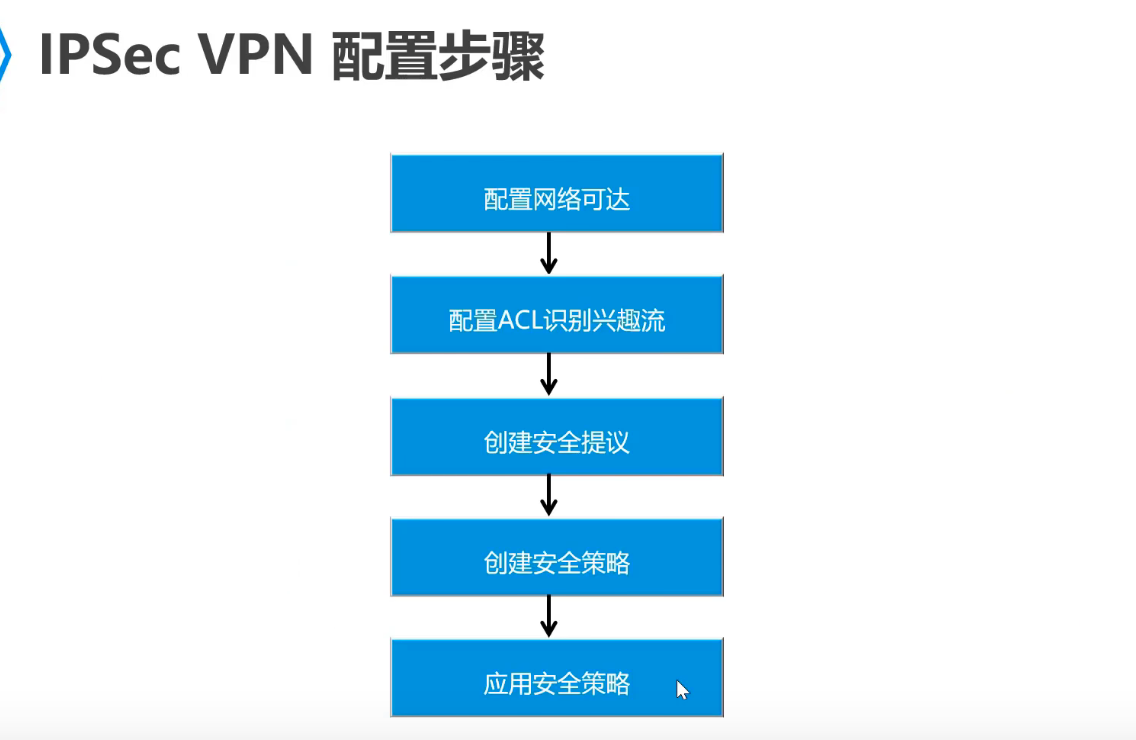 IPSec VPN 配置步骤
配置网络可达
配置ACL识别兴趣流
创建安全提议
创建安全策略
应用安全策略